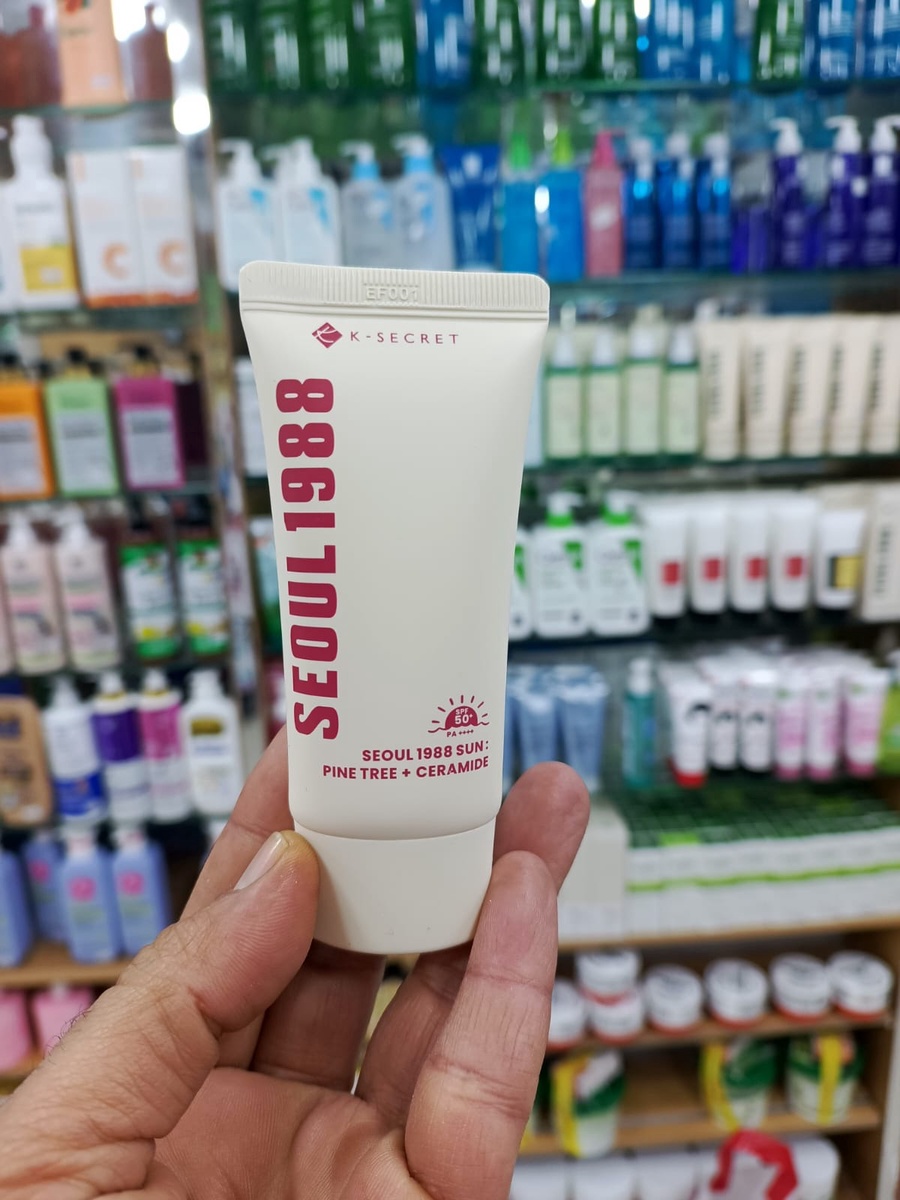 EF001
K-SECRET
SEOUL 1988
SPF
50+
PA ++++
SEOUL 1988 SUN :
PINE TREE + CERAMIDE